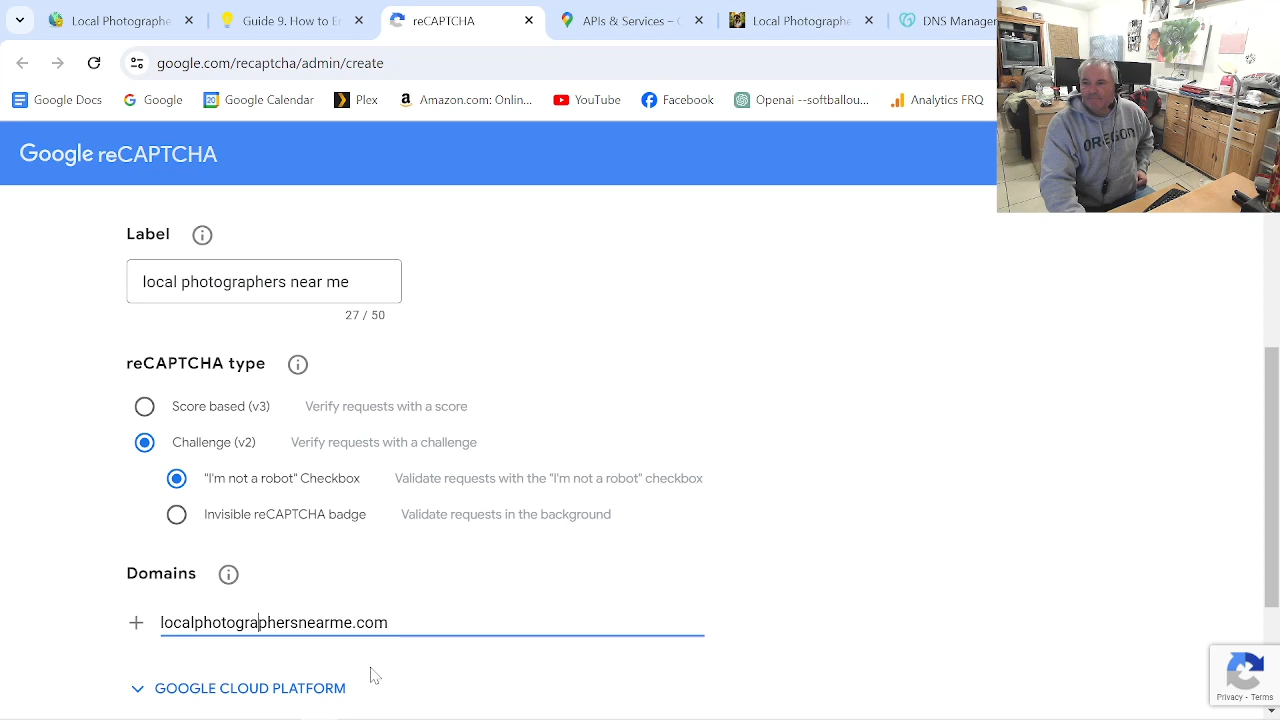 Local Photographe
Guide 9. How to D
reCAPTCHA
APIs & Services – C
Local Photographe
DNS Manager
google.com/recaptcha/admin/create
Google Docs
Google
Google Calendar
Plex
Amazon.com: Onlin...
YouTube
Facebook
Openai --softballou...
Analytics FRQ
OREGON
Google reCAPTCHA
Label
local photographers near me
27 / 50
reCAPTCHA type
Score based (v3) Verify requests with a score
Challenge (v2) Verify requests with a challenge
"I'm not a robot" Checkbox Validate requests with the "I'm not a robot" checkbox
Invisible reCAPTCHA badge Validate requests in the background
Domains
localphotographersnearme.com
GOOGLE CLOUD PLATFORM
Privacy - Terms